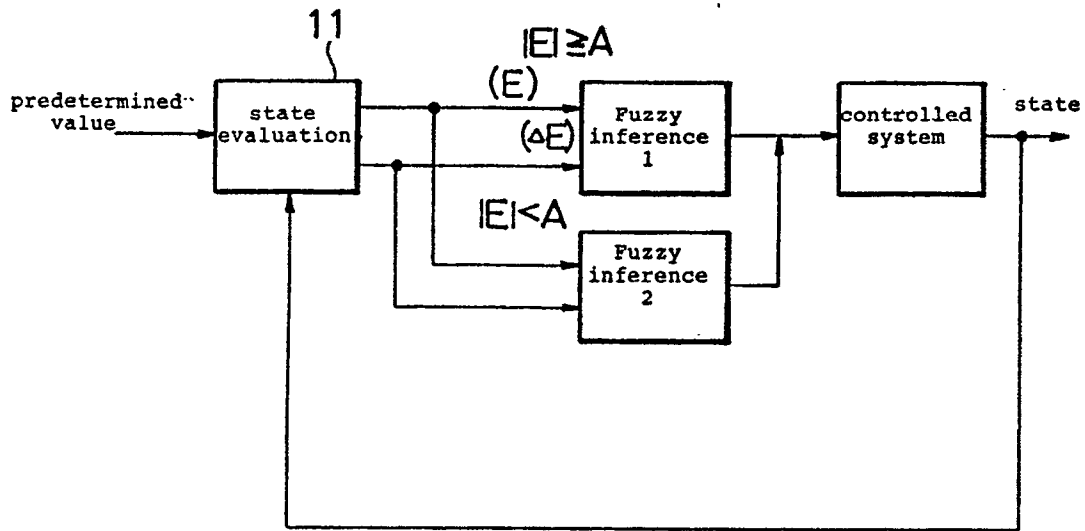 11
|E|≧A
predetermined
value
state
evaluation
(E)
(ΔE)
Fuzzy
inference
1
controlled
system
state
|E|<A
Fuzzy
inference
2